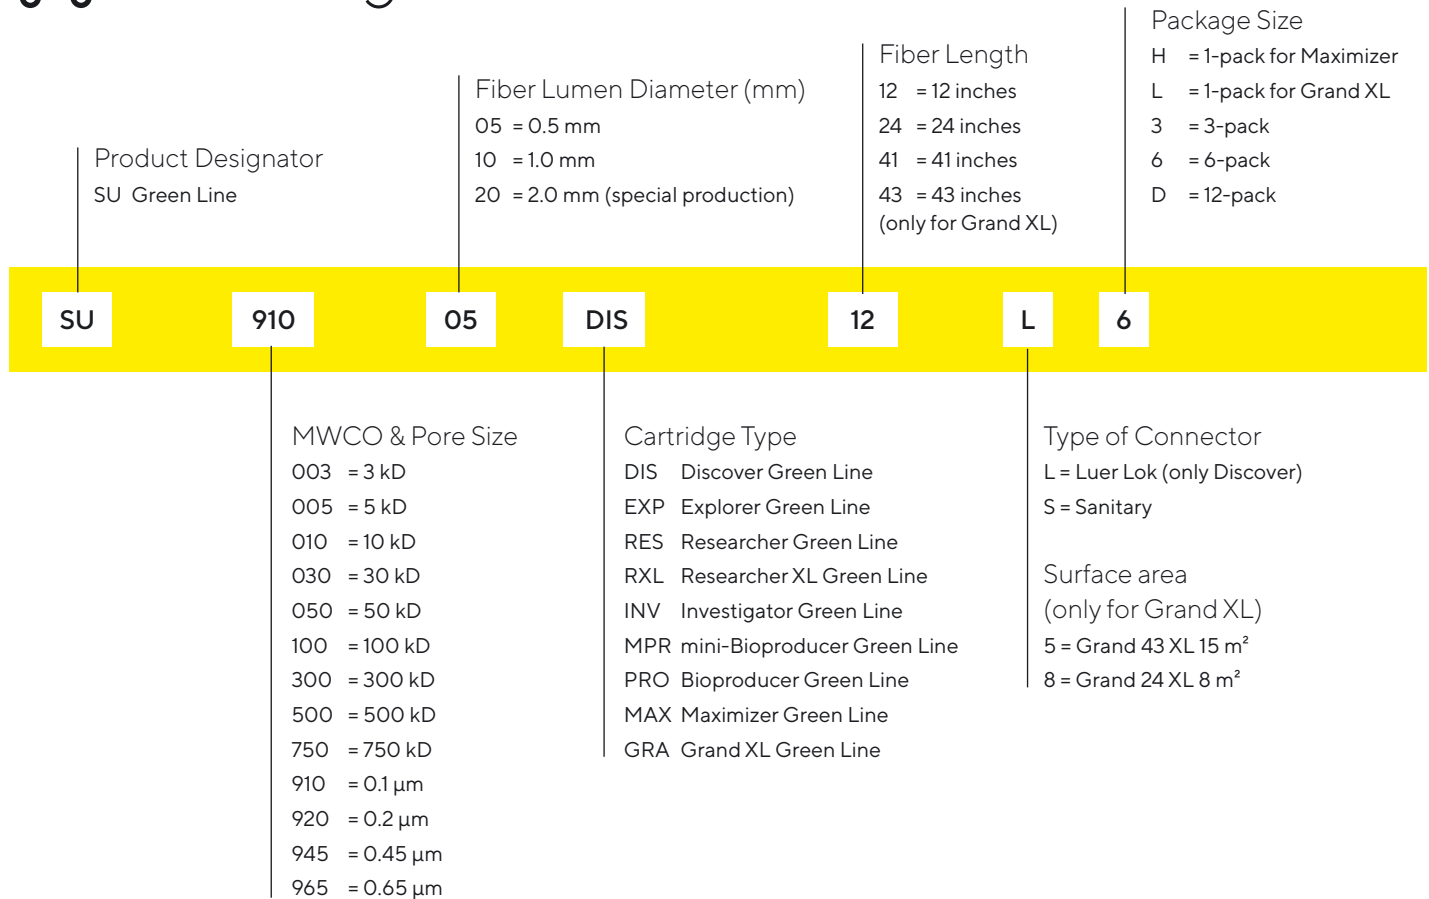 Package Size
H = 1-pack for Maximizer
L = 1-pack for Grand XL
3 = 3-pack
6 = 6-pack
D = 12-pack
Fiber Length
12 = 12 inches
24 = 24 inches
41 = 41 inches
43 = 43 inches
(only for Grand XL)
Fiber Lumen Diameter (mm)
05 = 0.5 mm
10 = 1.0 mm
20 = 2.0 mm (special production)
Product Designator
SU Green Line
SU 910 05 DIS 12 L 6
MWCO & Pore Size
003 = 3 kD
005 = 5 kD
010 = 10 kD
030 = 30 kD
050 = 50 kD
100 = 100 kD
300 = 300 kD
500 = 500 kD
750 = 750 kD
910 = 0.1 µm
920 = 0.2 µm
945 = 0.45 µm
965 = 0.65 µm
Cartridge Type
DIS Discover Green Line
EXP Explorer Green Line
RES Researcher Green Line
RXL Researcher XL Green Line
INV Investigator Green Line
MPR mini-Bioproducer Green Line
PRO Bioproducer Green Line
MAX Maximizer Green Line
GRA Grand XL Green Line
Type of Connector
L = Luer Lok (only Discover)
S = Sanitary
Surface area
(only for Grand XL)
5 = Grand 43 XL 15 m²
8 = Grand 24 XL 8 m²